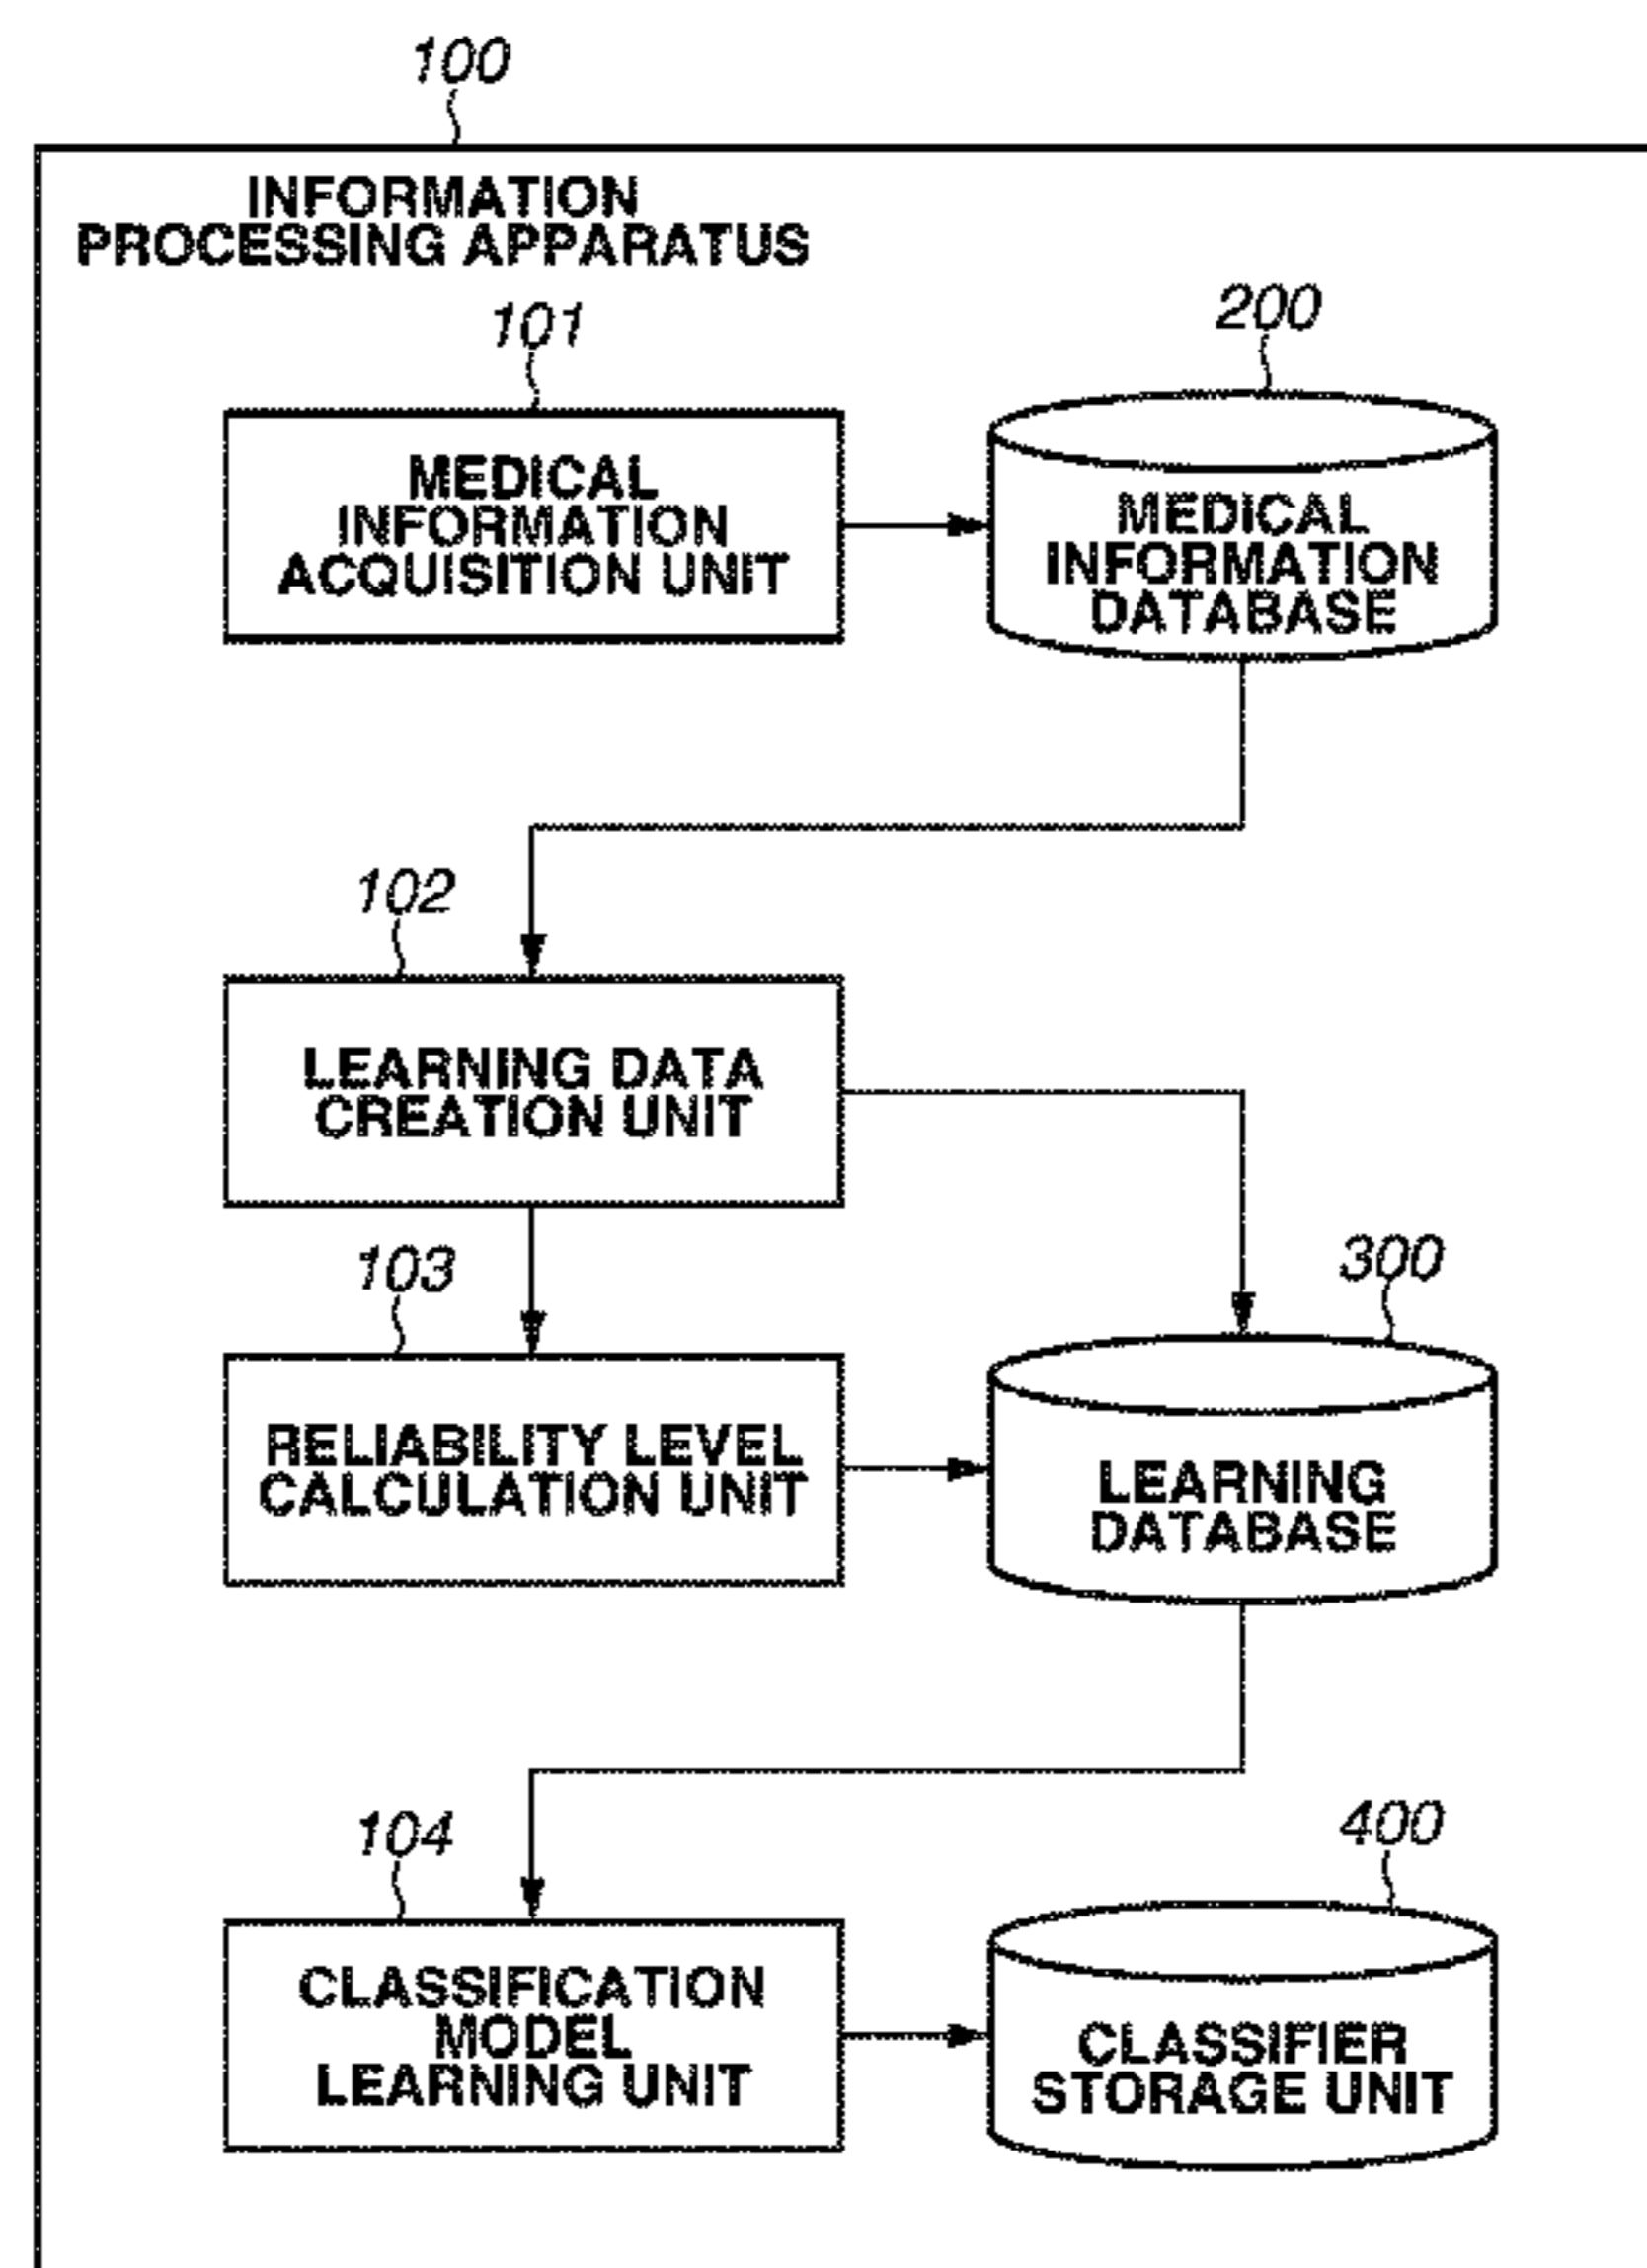 100
INFORMATION
PROCESSING APPARATUS
101
200
MEDICAL
INFORMATION
ACQUISITION UNIT
MEDICAL
INFORMATION
DATABASE
102
LEARNING DATA
CREATION UNIT
103
300
RELIABILITY LEVEL
CALCULATION UNIT
LEARNING
DATABASE
104
400
CLASSIFICATION
MODEL
LEARNING UNIT
CLASSIFIER
STORAGE UNIT